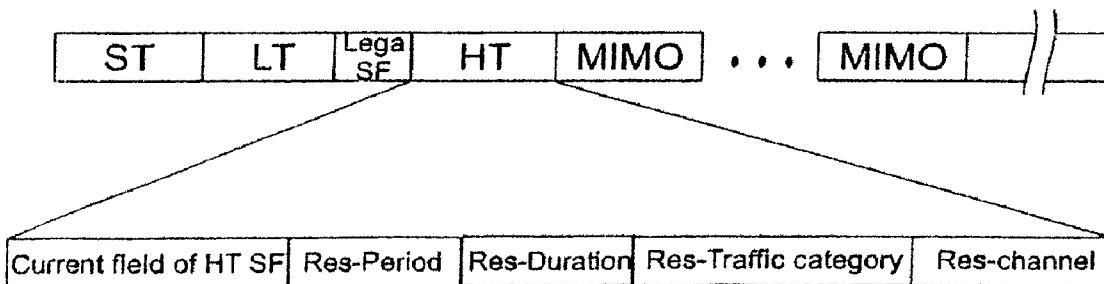 ST LT Lega SF HT MIMO ... MIMO
Current field of HT SF Res-Period Res-Duration Res-Traffic category Res-channel